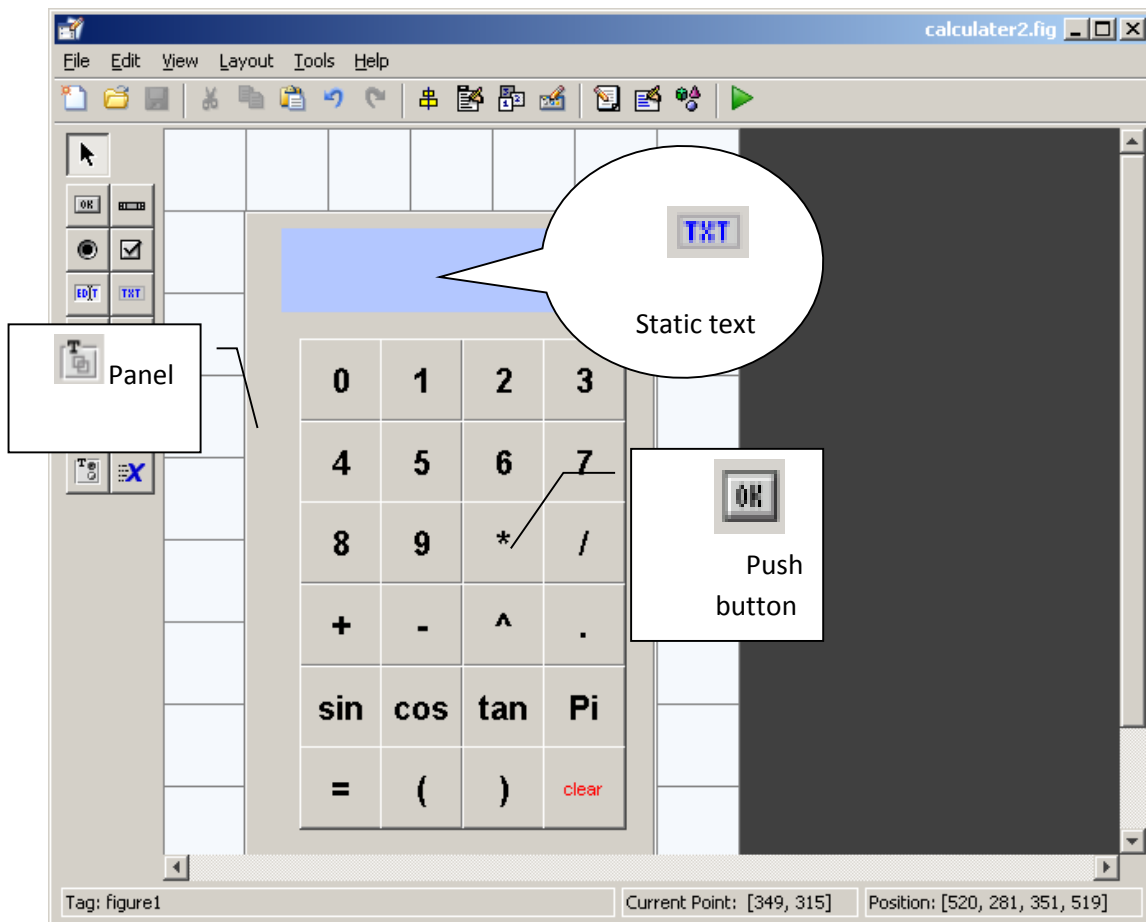 calculater2.fig
File Edit View Layout Tools Help
OK
EDIT TXT
TXT
Static text
T Panel
0 1 2 3
4 5 6 7
T X
OK
Push
button
8 9 * /
+ - ^ .
sin cos tan Pi
= ( ) clear
Tag: figure1 Current Point: [349, 315] Position: [520, 281, 351, 519]